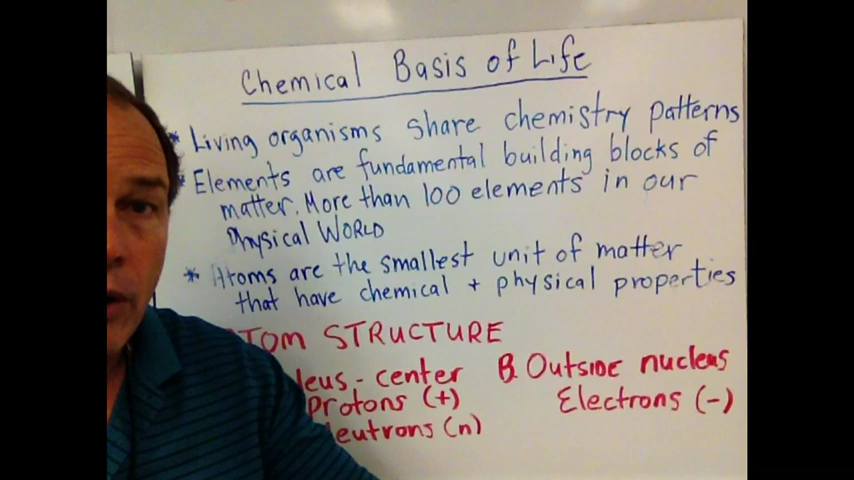 Chemical Basis of Life
* Living organisms share chemistry patterns
* Elements are fundamental building blocks of
matter. More than 100 elements in our
Physical WORLD
* Atoms are the smallest unit of matter
that have chemical + physical properties
TOM STRUCTURE
leus - center
Protons (+)
eutrons (n)
B. Outside nucleus
Electrons (-)